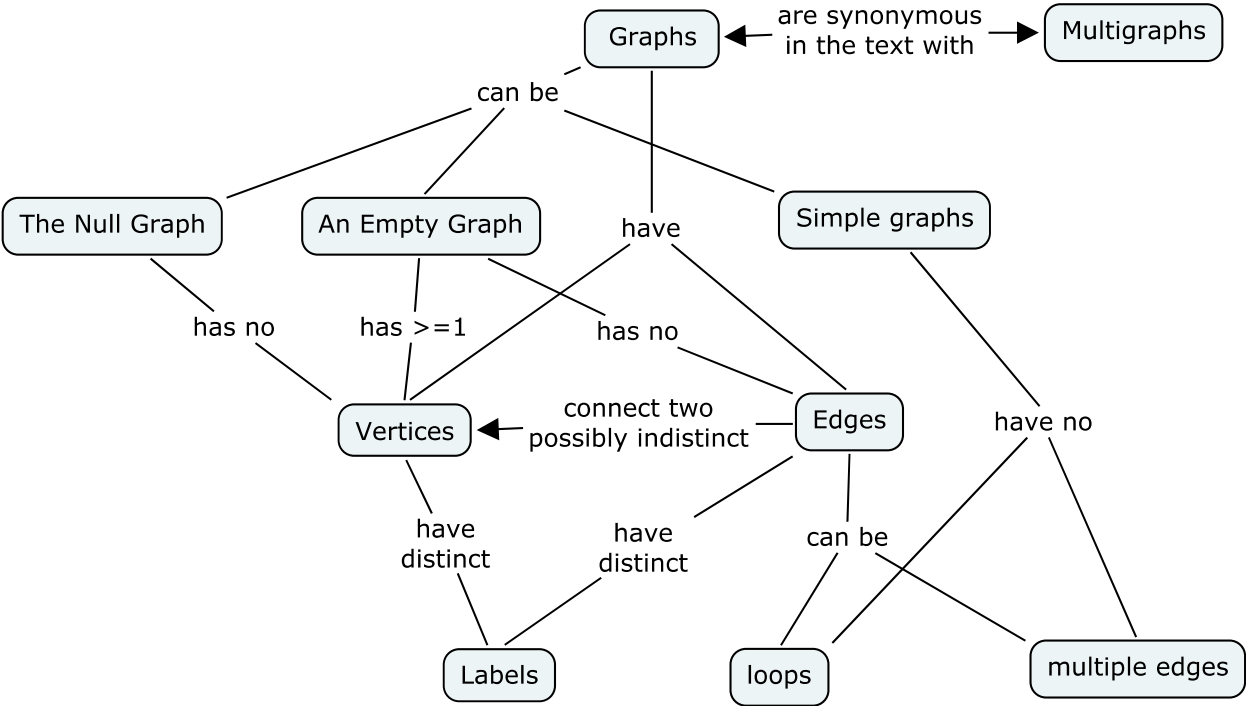 Graphs
are synonymous
in the text with
Multigraphs
can be
The Null Graph
An Empty Graph
have
Simple graphs
has no
has >=1
has no
Vertices
connect two
possibly indistinct
Edges
have no
have
distinct
have
distinct
can be
Labels
loops
multiple edges